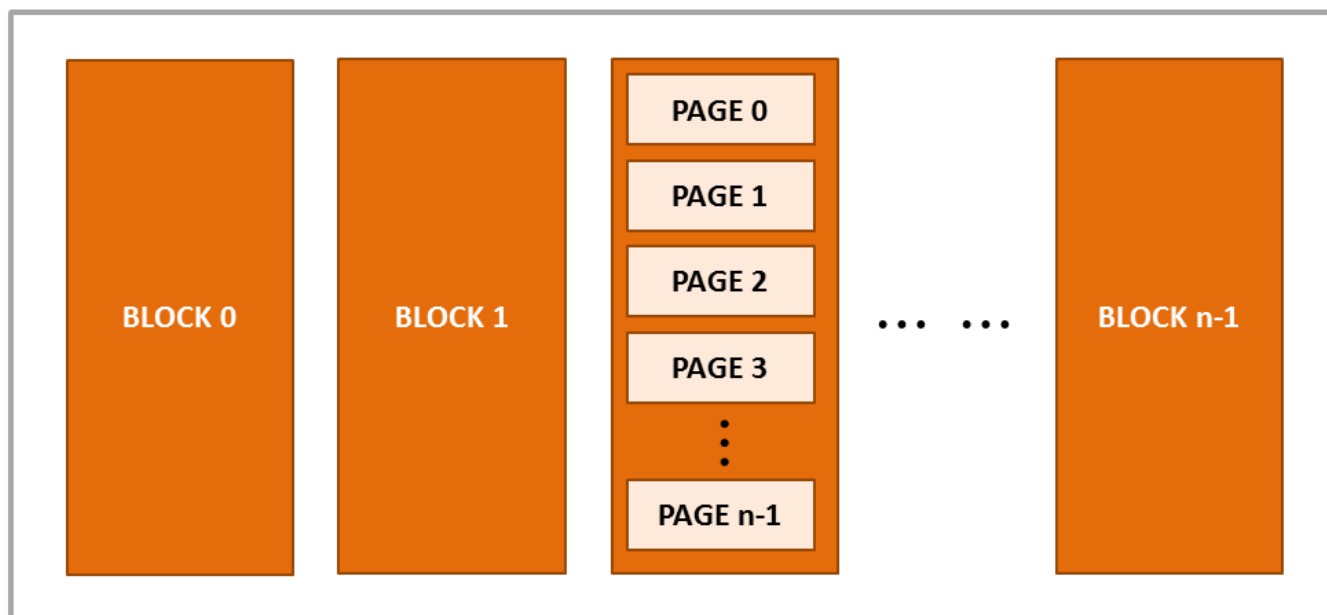 BLOCK 0
BLOCK 1
PAGE 0
PAGE 1
PAGE 2
PAGE 3
PAGE n-1
... ...
BLOCK n-1